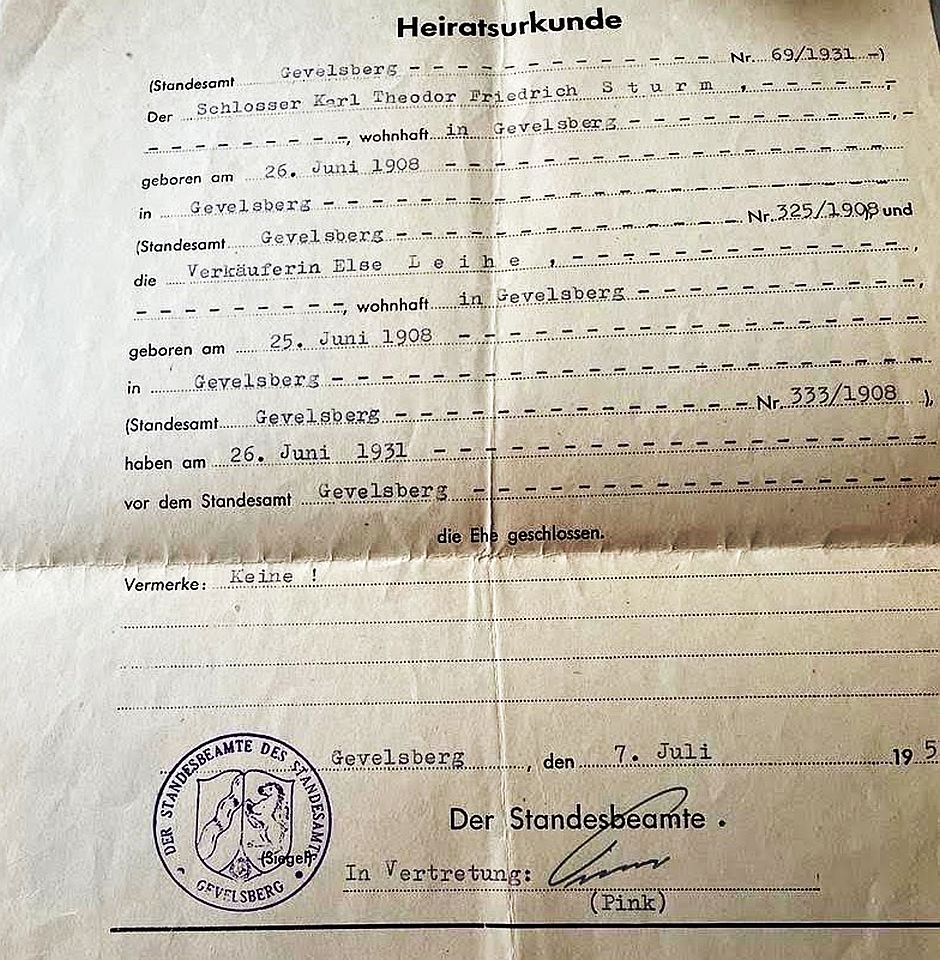 Heiratsurkunde
(Standesamt Gevelsberg - - - - - - - - - - - - Nr. 69/1931 -)
Der Schlosser Karl Theodor Friedrich S t u r m , - - - - -,-
- - - - - - - - -, wohnhaft in Gevelsberg - - - - - - - - - - -,-
geboren am 26. Juni 1908 - - - - - - - - - - - - - - - - - -
in Gevelsberg - - - - - - - - - - - - - - - - - - - - - - - -
(Standesamt Gevelsberg - - - - - - - - - - - - - Nr. 325/1908) und
die Verkäuferin Else L e i h e , - - - - - - - - - - - - - - ,
- - - - - - - - -, wohnhaft in Gevelsberg - - - - - - - - - - - -,
geboren am 25. Juni 1908 - - - - - - - - - - - - - - - - - -
in Gevelsberg - - - - - - - - - - - - - - - - - - - - - - - -
(Standesamt Gevelsberg - - - - - - - - - - - - - - Nr. 333/1908 ),
haben am 26. Juni 1931 - - - - - - - - - - - - - - - - - - -
vor dem Standesamt Gevelsberg - - - - - - - - - - - - - - - - -
die Ehe geschlossen.
Vermerke: Keine !
Gevelsberg , den 7. Juli 19 5
DER STANDESBEAMTE DES STANDESAMTS
GEVELSBERG
(Siegel)
Der Standesbeamte .
In Vertretung:
(Pink)